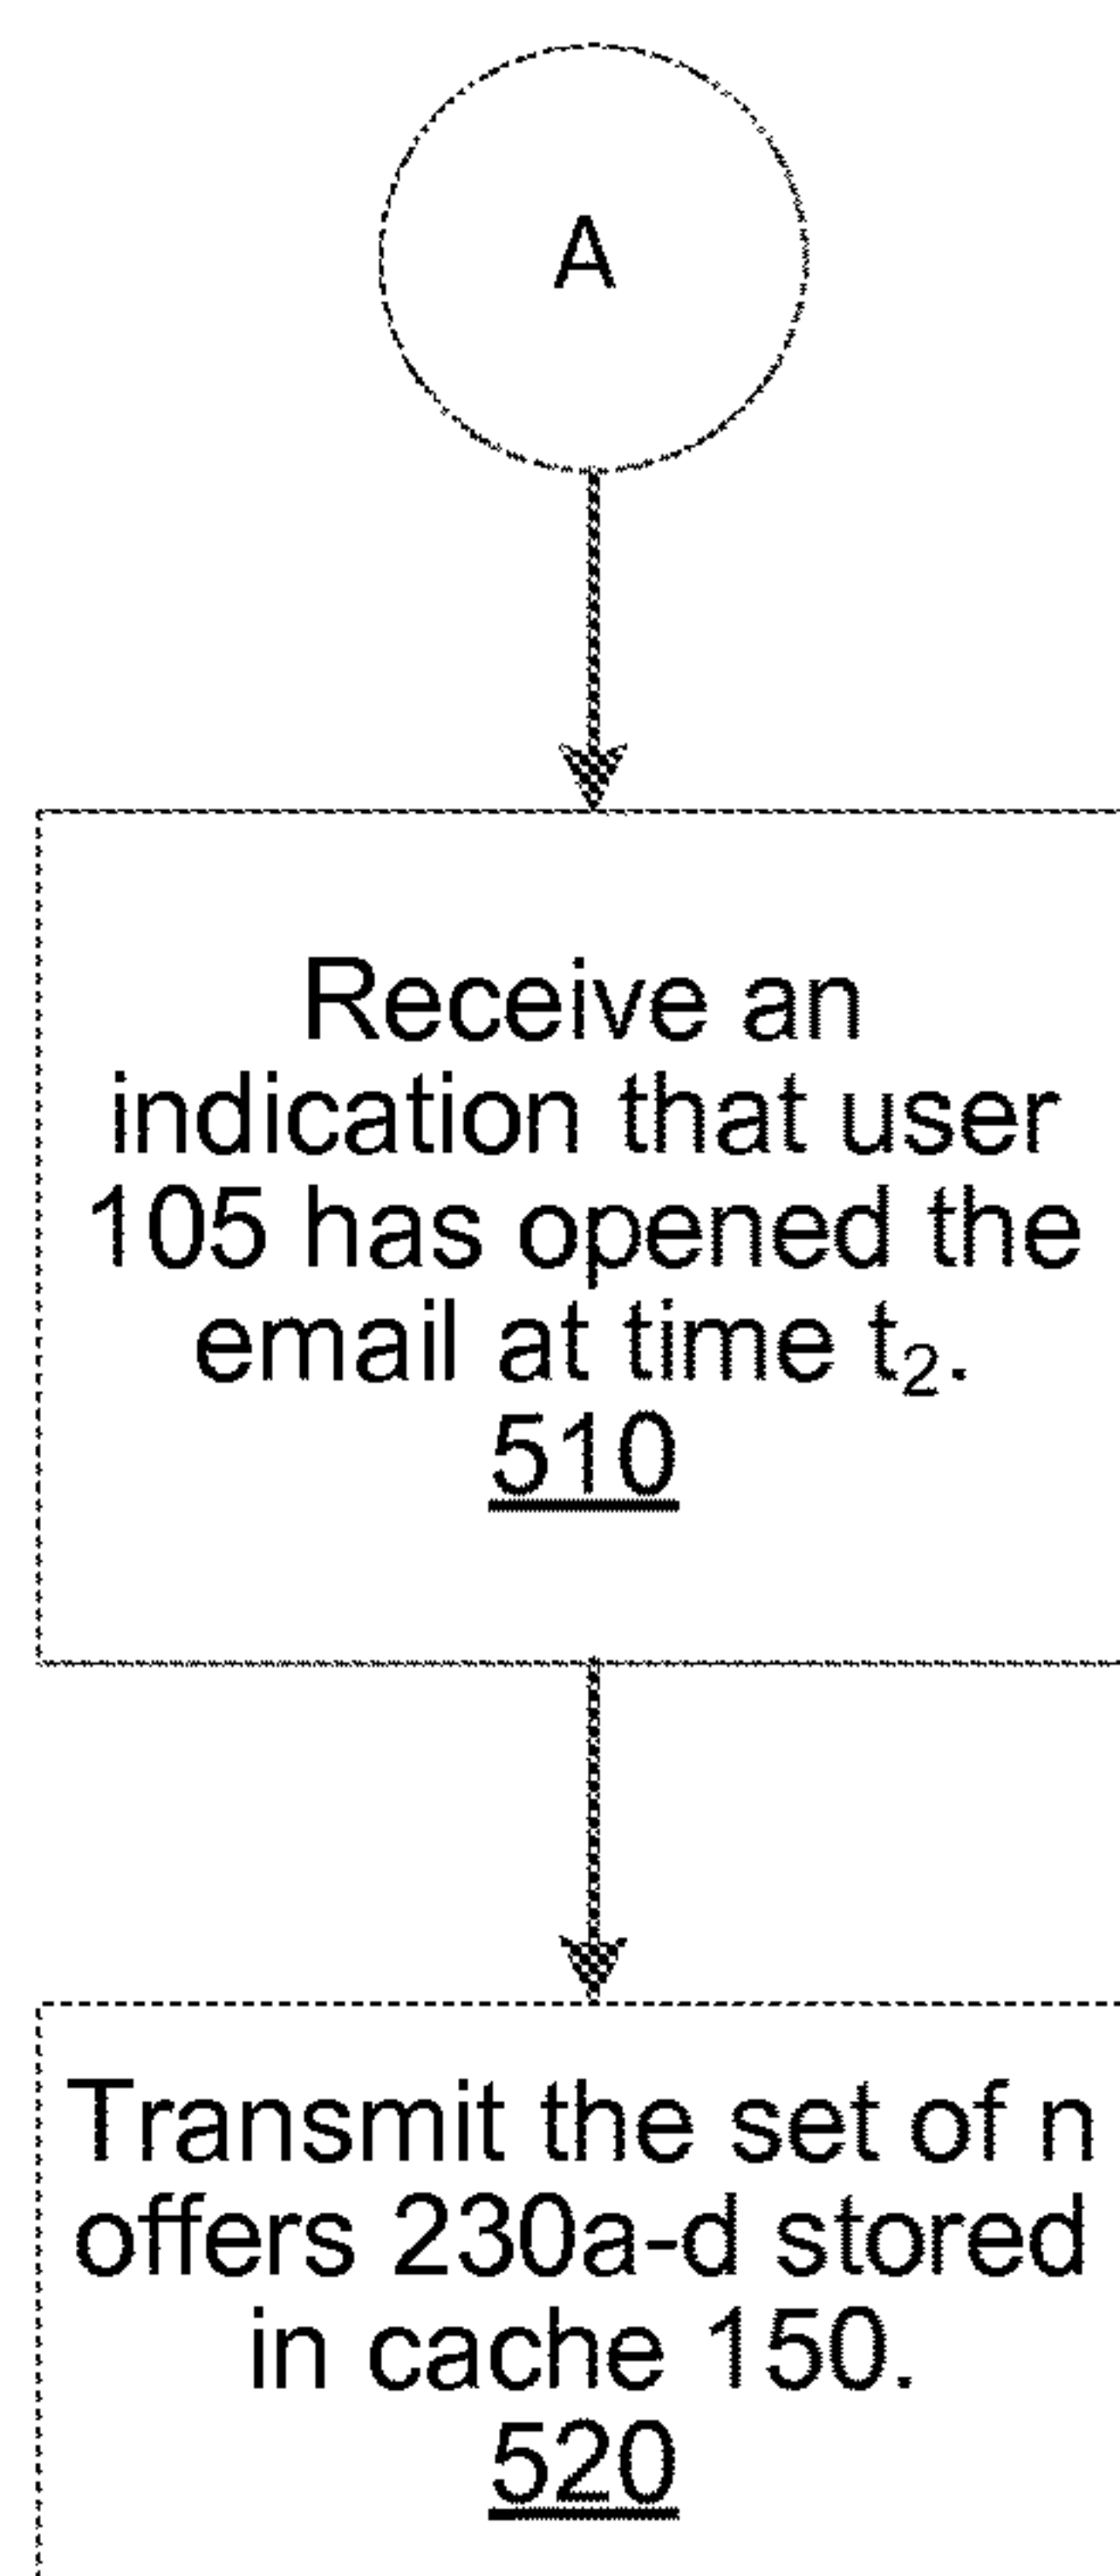 A
Receive an
indication that user
105 has opened the
email at time t₂.
510
Transmit the set of n
offers 230a-d stored
in cache 150.
520